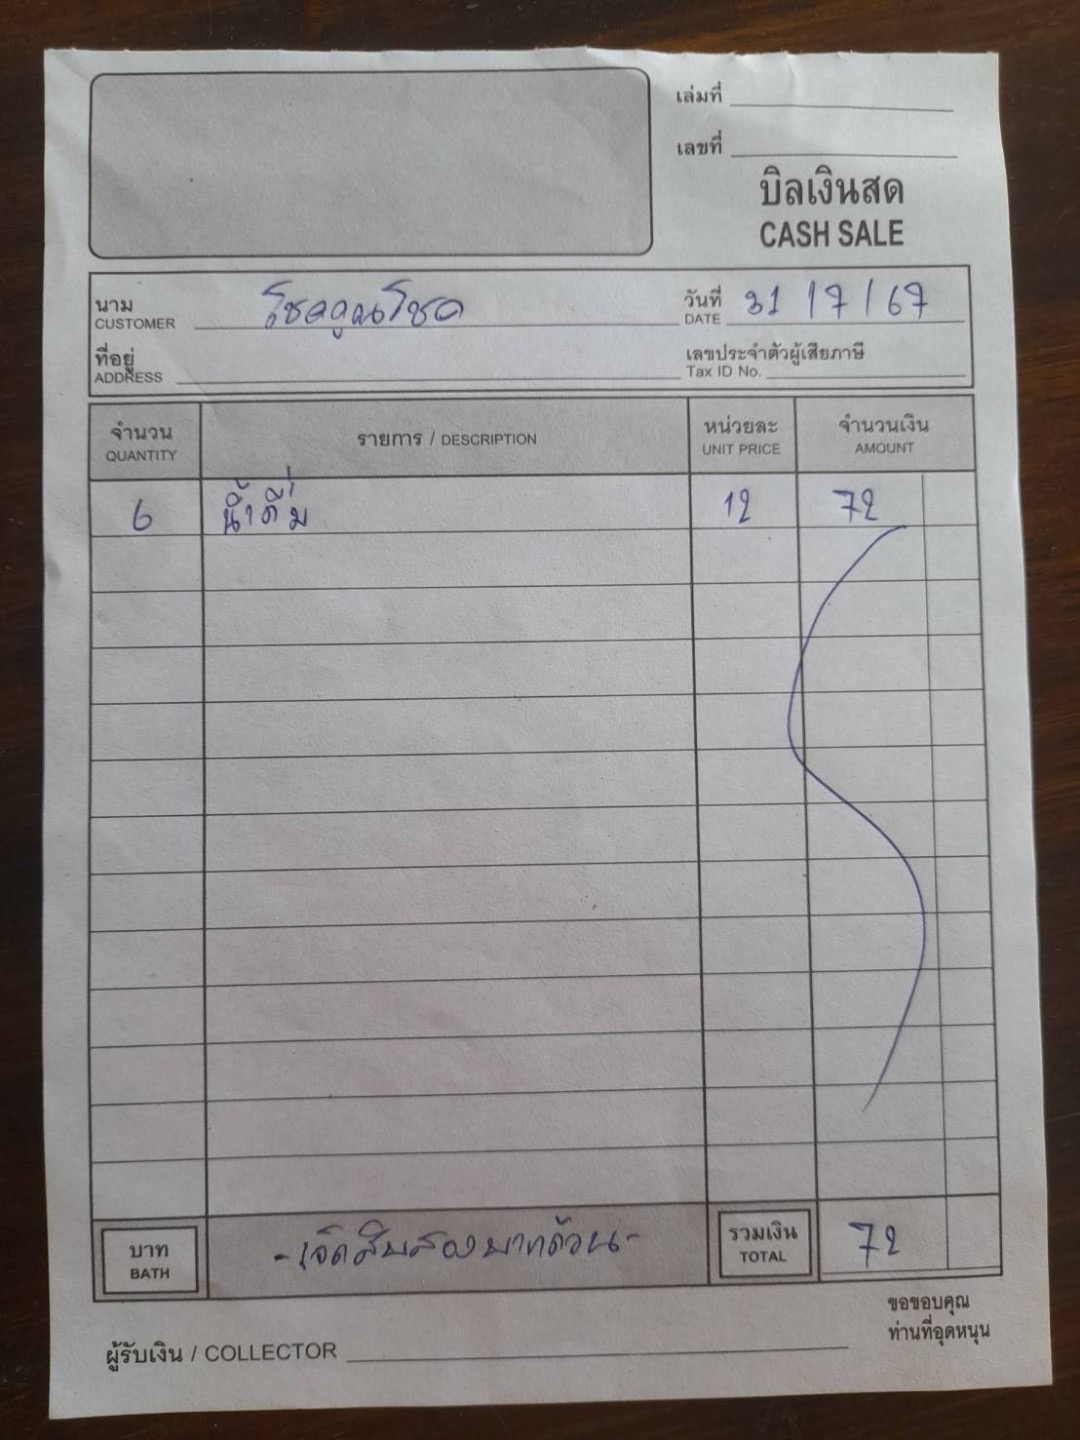 เล่มที่
เลขที่
บิลเงินสด
CASH SALE
นาม โชคคูณโชค วันที่ 31/7/67
CUSTOMER DATE
ที่อยู่ เลขประจำตัวผู้เสียภาษี
ADDRESS Tax ID No.
จำนวน รายการ / DESCRIPTION หน่วยละ จำนวนเงิน
QUANTITY UNIT PRICE AMOUNT
6 น้ำดื่ม 12 72
บาท -เจ็ดสิบสองบาทถ้วน- รวมเงิน 72
BATH TOTAL
ขอขอบคุณ
ท่านที่อุดหนุน
ผู้รับเงิน / COLLECTOR